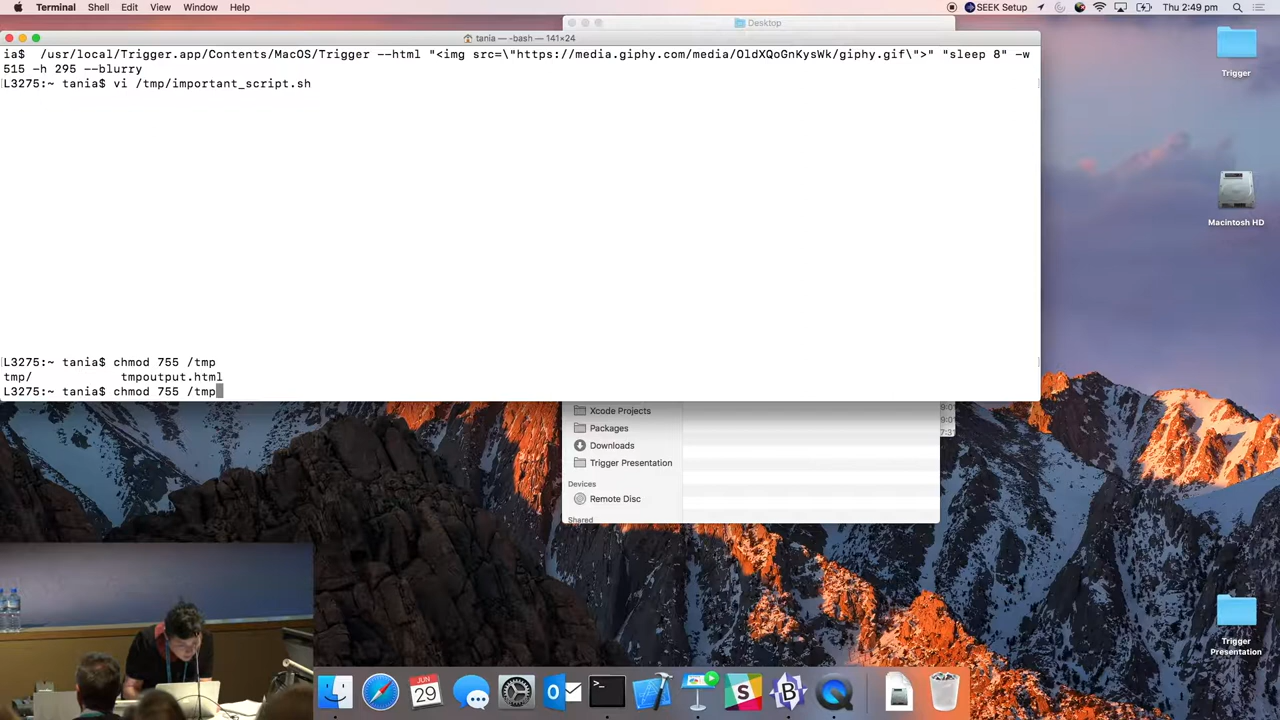 Terminal Shell Edit View Window Help
SEEK Setup
Thu 2:49 pm
Desktop
tania — -bash — 141×24
ia$ /usr/local/Trigger.app/Contents/MacOS/Trigger --html "<img src=\"https://media.giphy.com/media/OldXQoGnKysWk/giphy.gif\">" "sleep 8" -w
515 -h 295 --blurry
L3275:~ tania$ vi /tmp/important_script.sh
L3275:~ tania$ chmod 755 /tmp
tmp/ tmpoutput.html
L3275:~ tania$ chmod 755 /tmp
Trigger
Macintosh HD
Xcode Projects
Packages
Downloads
Trigger Presentation
Devices
Remote Disc
Shared
Trigger
Presentation
JUN
29